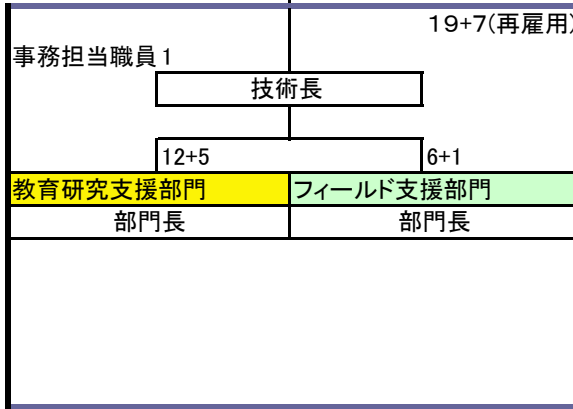 19+7(再雇用)
事務担当職員1
技術長
12+5
6+1
教育研究支援部門
フィールド支援部門
部門長
部門長